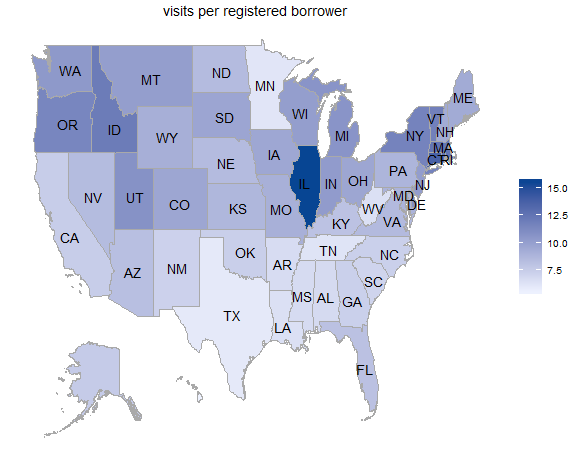 visits per registered borrower
WA
MT
ND
MN
ME
OR
ID
SD
WI
MI
VT
NH
NY
MA
CT
RI
WY
IA
NE
PA
NJ
NV
UT
CO
IL
IN
OH
MD
DE
WV
VA
KS
MO
KY
CA
AZ
NM
OK
AR
TN
NC
SC
MS
AL
GA
TX
LA
FL
15.0
12.5
10.0
7.5